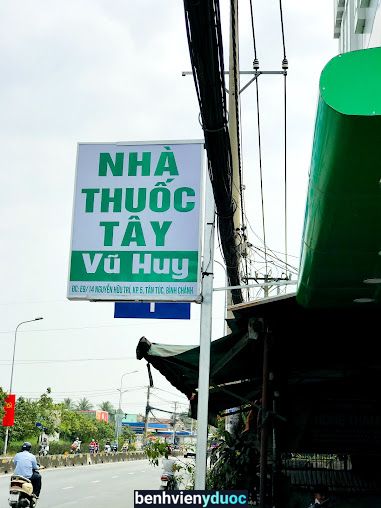 NHÀ
THUỐC
TÂY
Vũ Huy
ĐC: E8/14 NGUYỄN HỮU TRÍ, KP.5, TÂN TÚC, BÌNH CHÁNH
benhvienyduoc